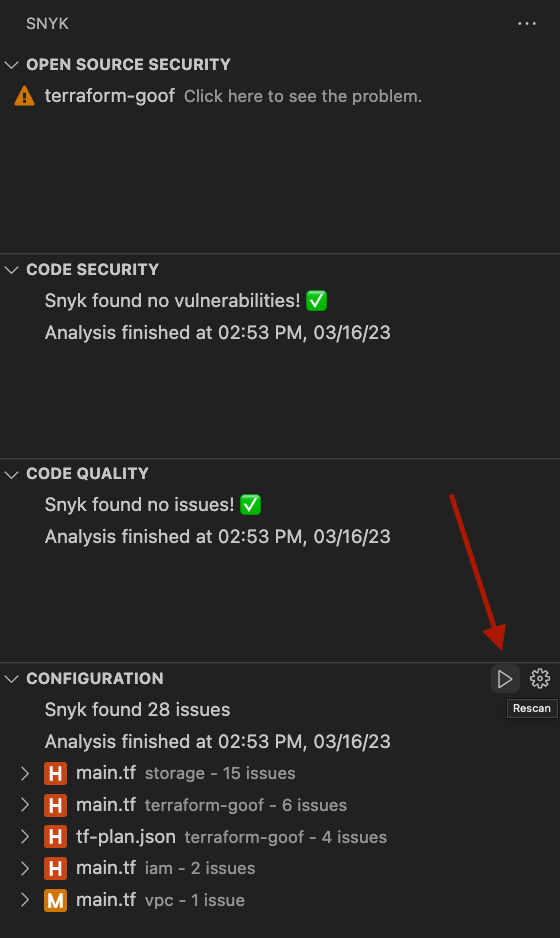 SNYK
OPEN SOURCE SECURITY
terraform-goof Click here to see the problem.
CODE SECURITY
Snyk found no vulnerabilities! ✅
Analysis finished at 02:53 PM, 03/16/23
CODE QUALITY
Snyk found no issues! ✅
Analysis finished at 02:53 PM, 03/16/23
CONFIGURATION
Rescan
Snyk found 28 issues
Analysis finished at 02:53 PM, 03/16/23
H main.tf storage - 15 issues
H main.tf terraform-goof - 6 issues
H tf-plan.json terraform-goof - 4 issues
H main.tf iam - 2 issues
M main.tf vpc - 1 issue